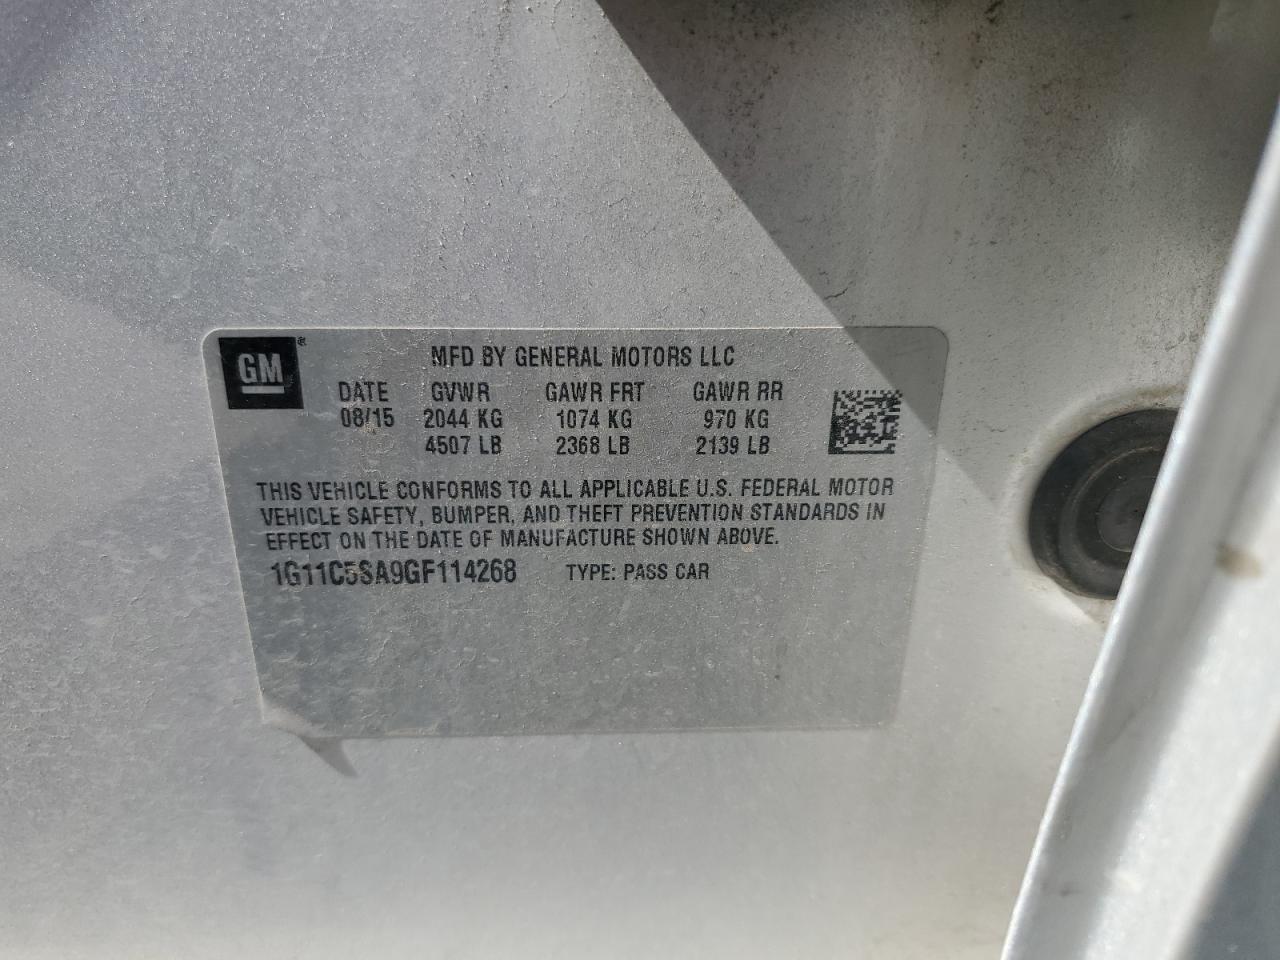 GM®
MFD BY GENERAL MOTORS LLC
DATE GVWR GAWR FRT GAWR RR
08/15 2044 KG 1074 KG 970 KG
4507 LB 2368 LB 2139 LB
THIS VEHICLE CONFORMS TO ALL APPLICABLE U.S. FEDERAL MOTOR
VEHICLE SAFETY, BUMPER, AND THEFT PREVENTION STANDARDS IN
EFFECT ON THE DATE OF MANUFACTURE SHOWN ABOVE.
1G11C5SA9GF114268 TYPE: PASS CAR